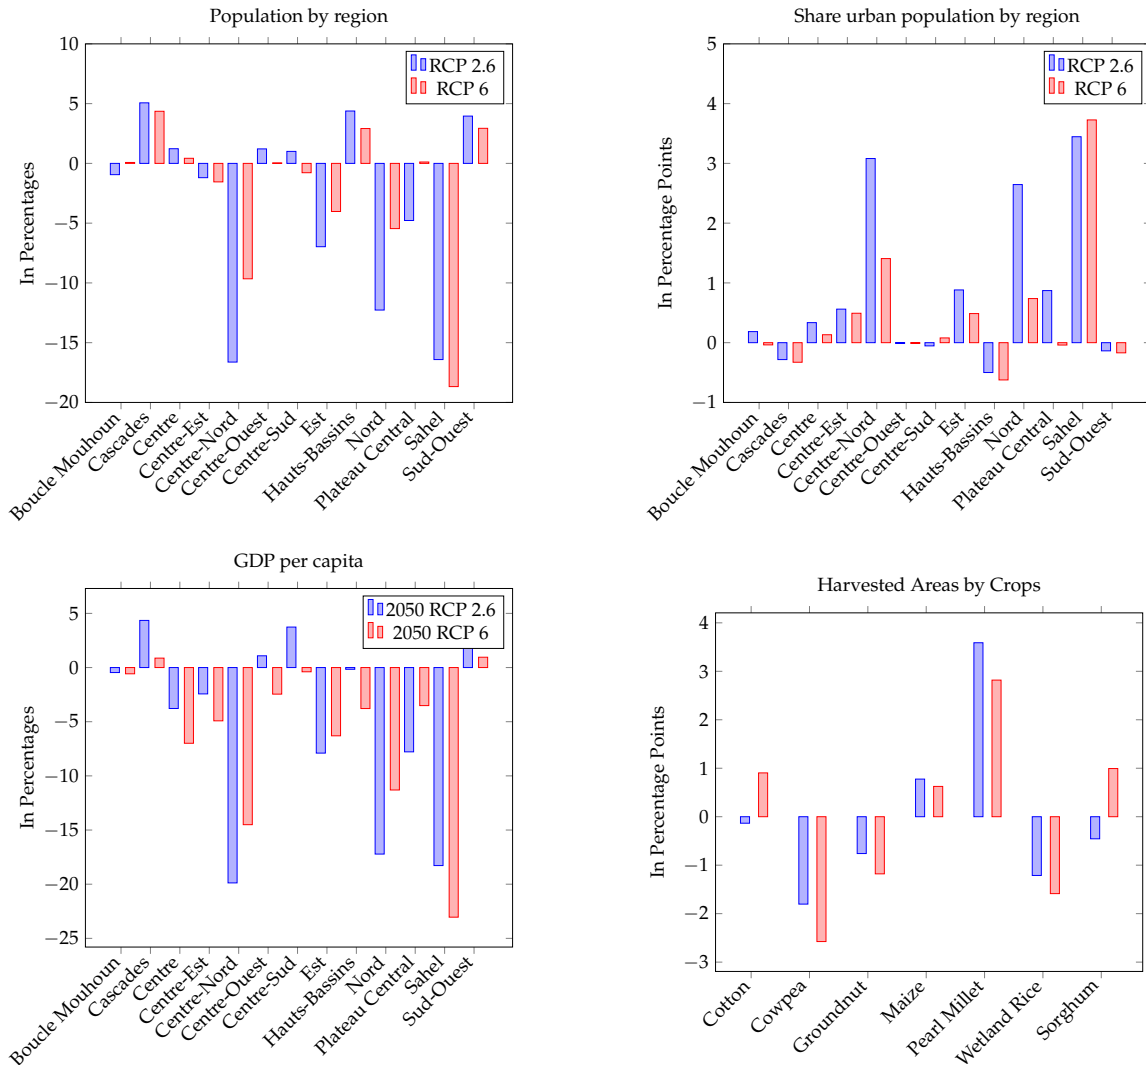 Population by region
In Percentages
10
5
0
−5
−10
−15
−20
RCP 2.6
RCP 6
Boucle Mouhoun
Cascades
Centre
Centre-Est
Centre-Nord
Centre-Ouest
Centre-Sud
Est
Hauts-Bassins
Nord
Plateau Central
Sahel
Sud-Ouest
Share urban population by region
In Percentage Points
5
4
3
2
1
0
−1
RCP 2.6
RCP 6
Boucle Mouhoun
Cascades
Centre
Centre-Est
Centre-Nord
Centre-Ouest
Centre-Sud
Est
Hauts-Bassins
Nord
Plateau Central
Sahel
Sud-Ouest
GDP per capita
In Percentages
5
0
−5
−10
−15
−20
−25
2050 RCP 2.6
2050 RCP 6
Boucle Mouhoun
Cascades
Centre
Centre-Est
Centre-Nord
Centre-Ouest
Centre-Sud
Est
Hauts-Bassins
Nord
Plateau Central
Sahel
Sud-Ouest
Harvested Areas by Crops
In Percentage Points
4
3
2
1
0
−1
−2
−3
Cotton
Cowpea
Groundnut
Maize
Pearl Millet
Wetland Rice
Sorghum